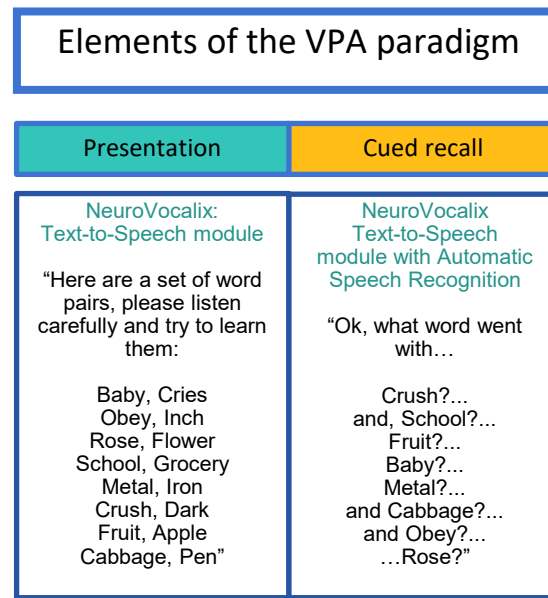 Elements of the VPA paradigm
Presentation
Cued recall
NeuroVocalix:
Text-to-Speech module
“Here are a set of word
pairs, please listen
carefully and try to learn
them:
Baby, Cries
Obey, Inch
Rose, Flower
School, Grocery
Metal, Iron
Crush, Dark
Fruit, Apple
Cabbage, Pen”
NeuroVocalix
Text-to-Speech
module with Automatic
Speech Recognition
“Ok, what word went
with…
Crush?...
and, School?...
Fruit?...
Baby?...
Metal?...
and Cabbage?...
and Obey?...
…Rose?”